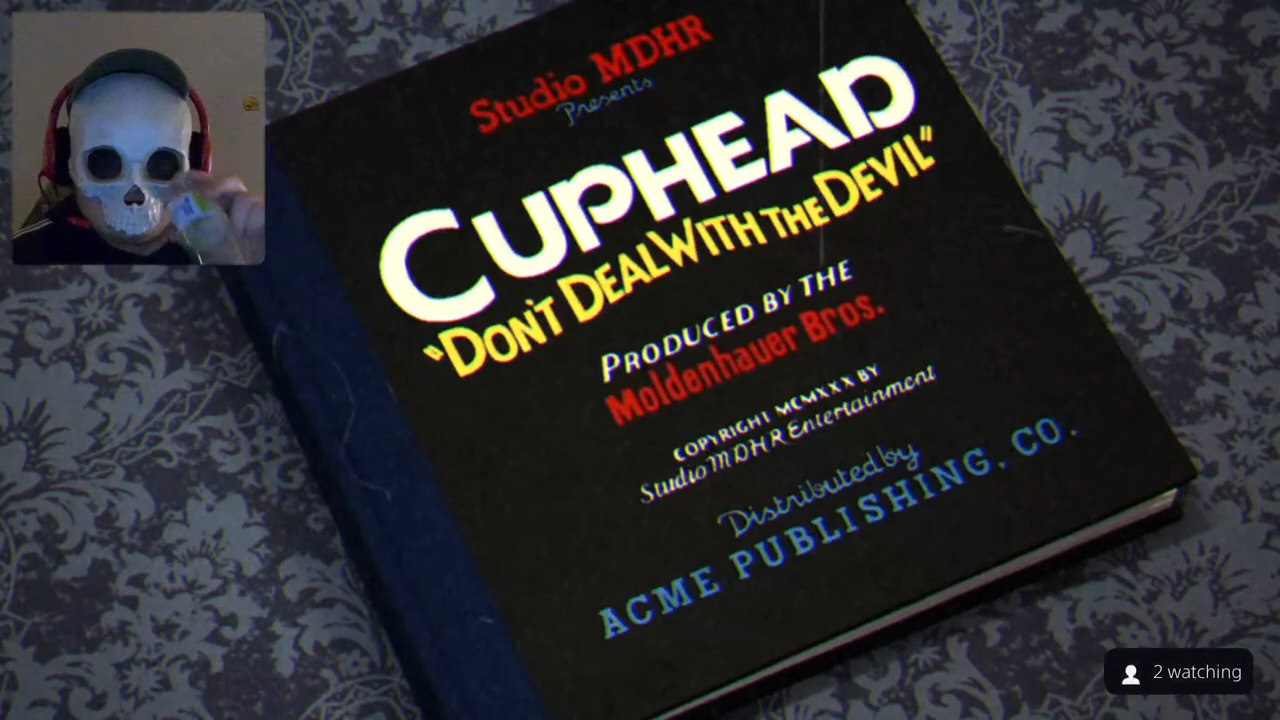 Studio MDHR
Presents
CUPHEAD
"DON'T DEAL WITH THE DEVIL"
PRODUCED BY THE
Moldenhauer Bros.
COPYRIGHT MCMXXX BY
Studio MDHR Entertainment
Distributed by
ACME PUBLISHING. CO.
2 watching